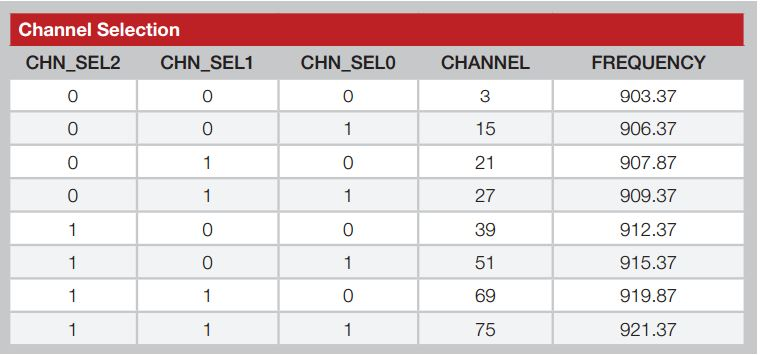 Channel Selection
CHN_SEL2 CHN_SEL1 CHN_SEL0 CHANNEL FREQUENCY
0 0 0 3 903.37
0 0 1 15 906.37
0 1 0 21 907.87
0 1 1 27 909.37
1 0 0 39 912.37
1 0 1 51 915.37
1 1 0 69 919.87
1 1 1 75 921.37